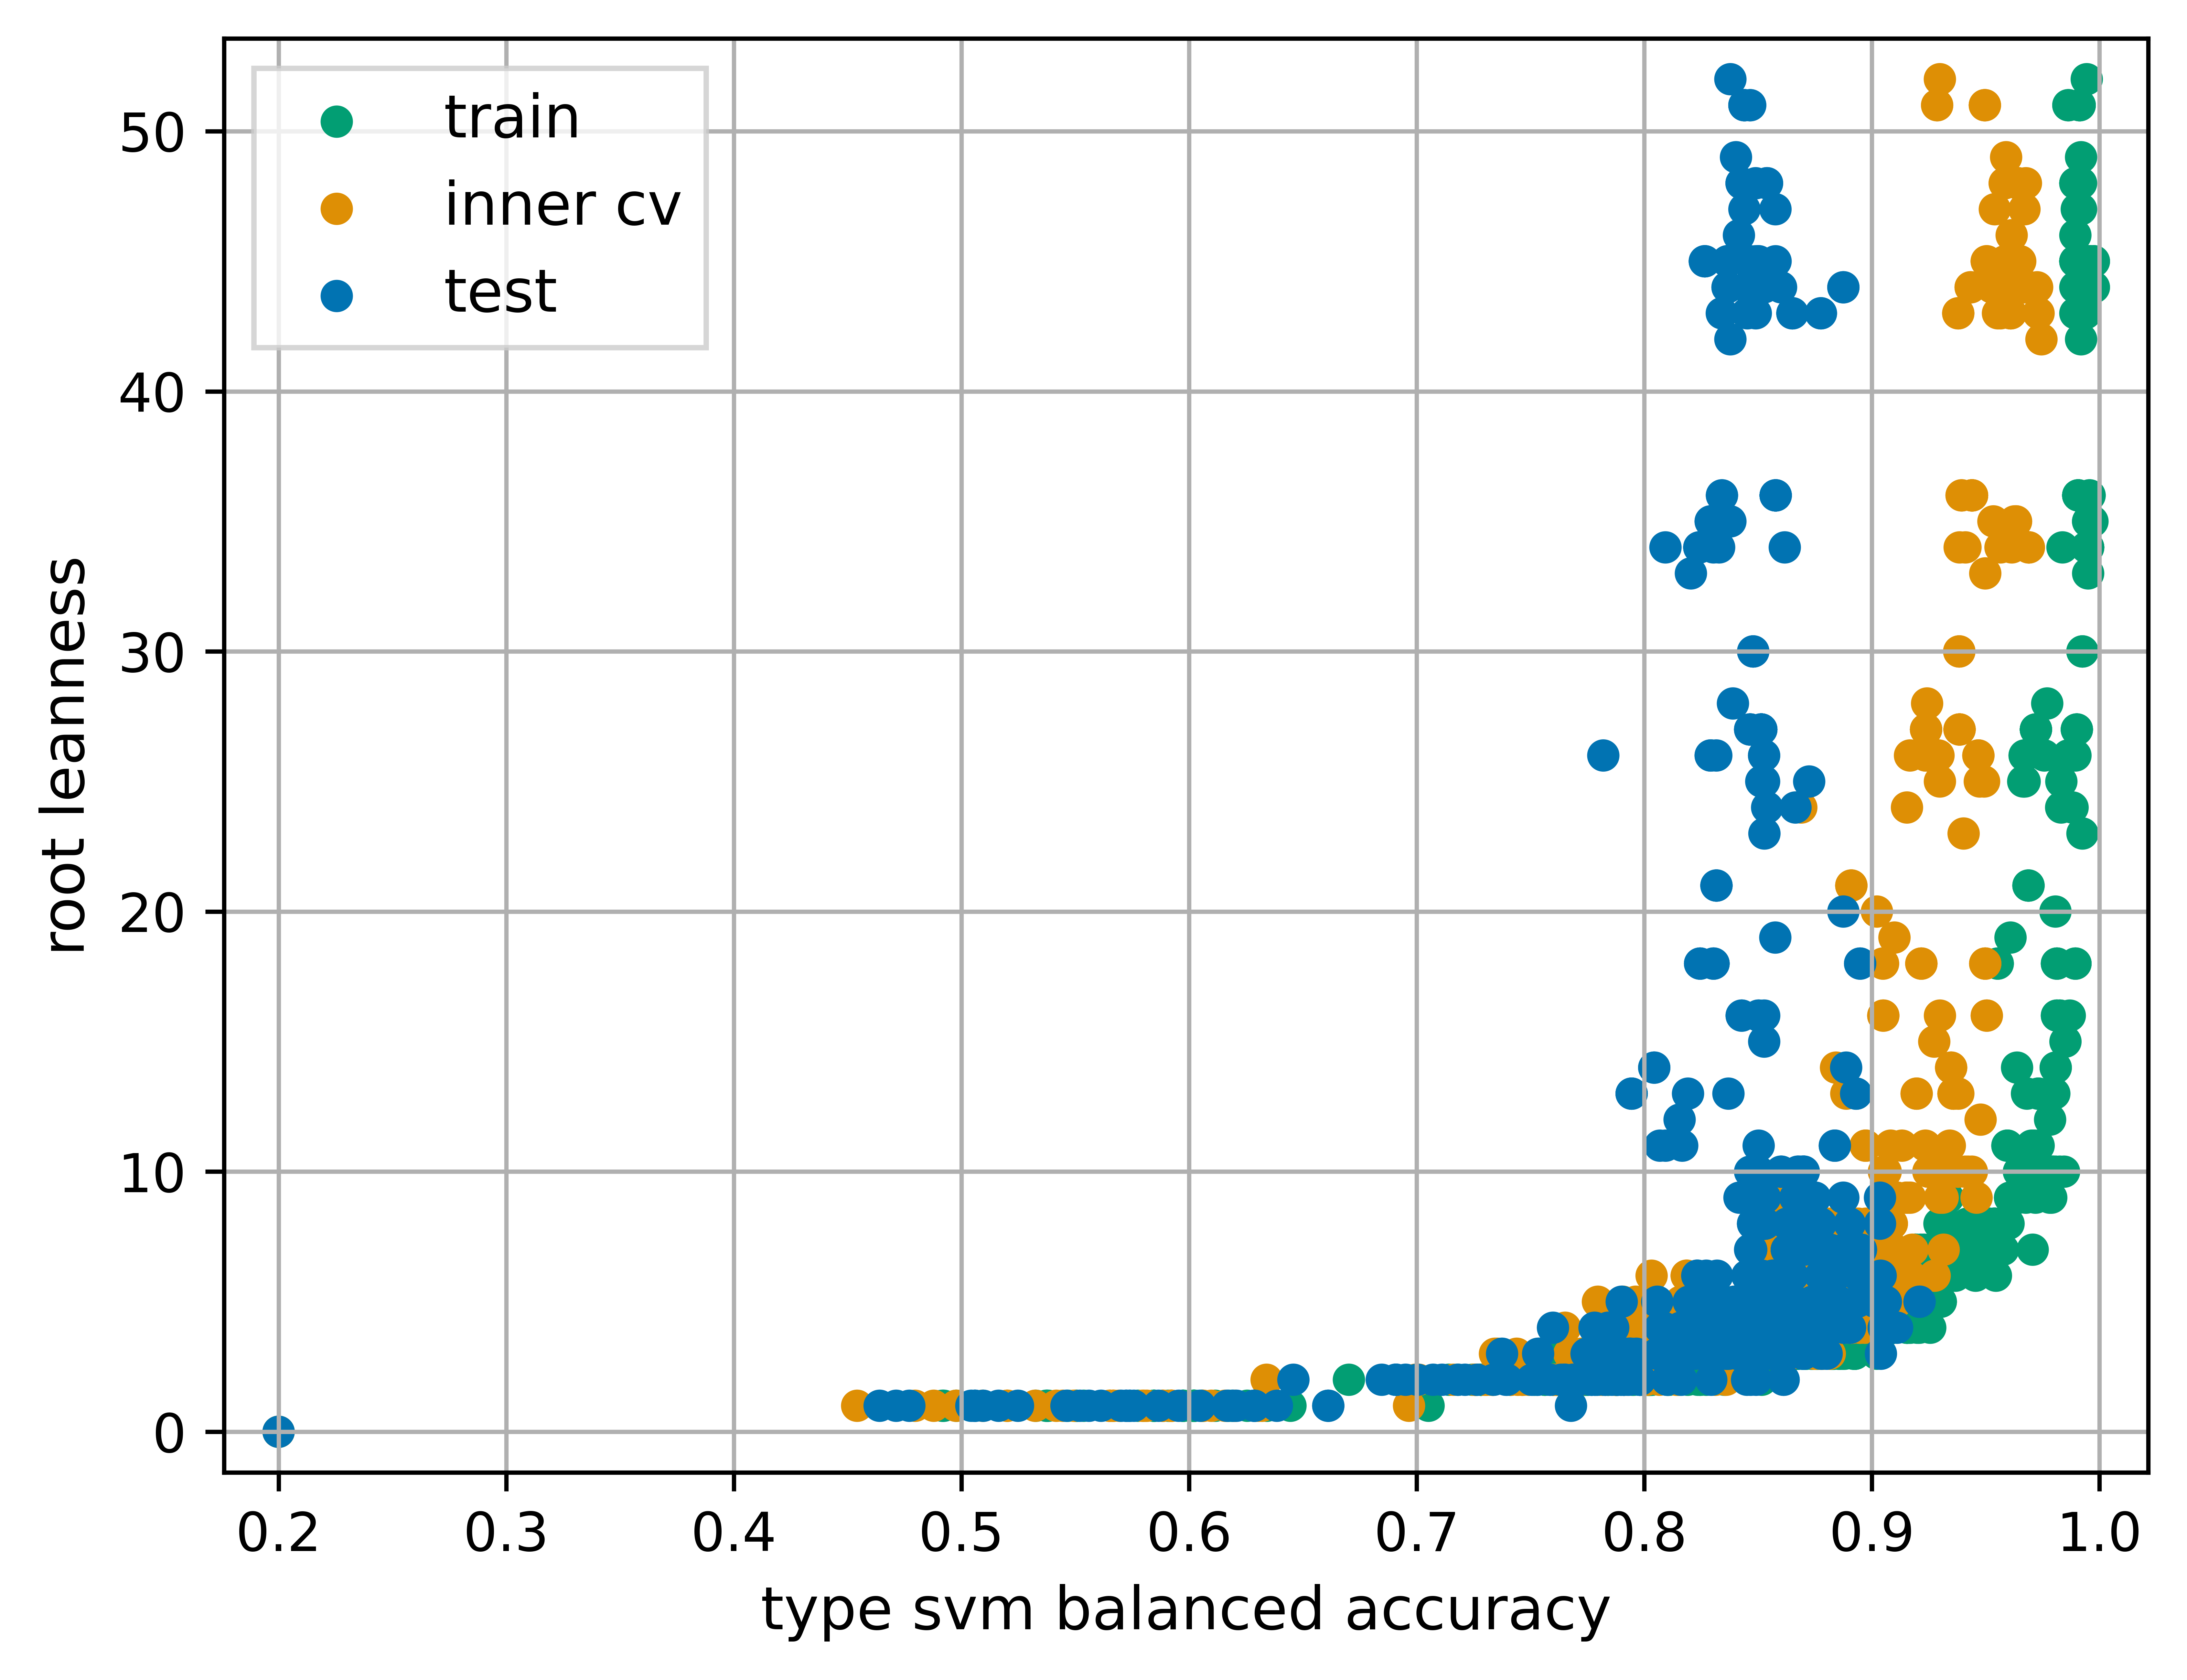 train
inner cv
test
50
40
30
20
10
0
root leanness
0.2 0.3 0.4 0.5 0.6 0.7 0.8 0.9 1.0
type svm balanced accuracy